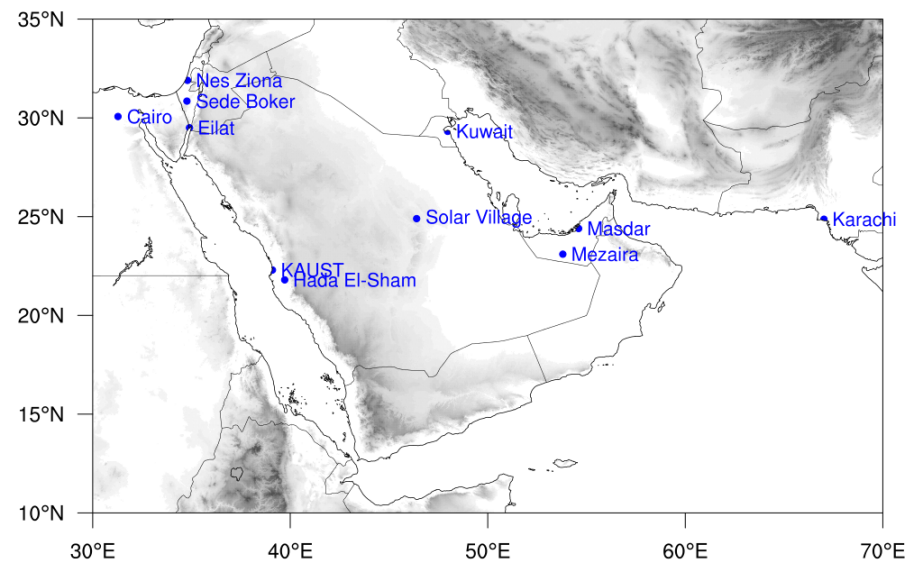 35°N
Nes Ziona
Sede Boker
30°N
Cairo
Eilat
Kuwait
25°N
Solar Village
Karachi
Masdar
Mezaira
KAUST
Hada El-Sham
20°N
15°N
10°N
30°E
40°E
50°E
60°E
70°E